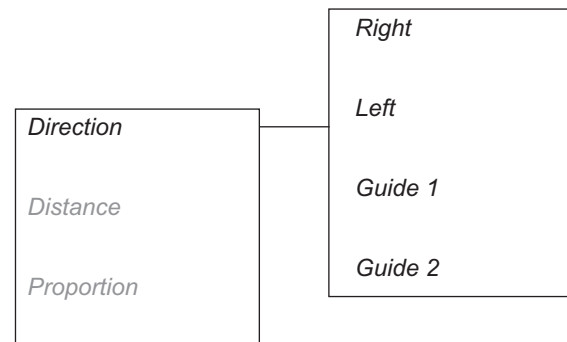 Direction
Distance
Proportion
Right
Left
Guide 1
Guide 2